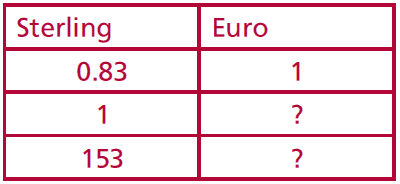 Sterling Euro
0.83 1
1 ?
153 ?